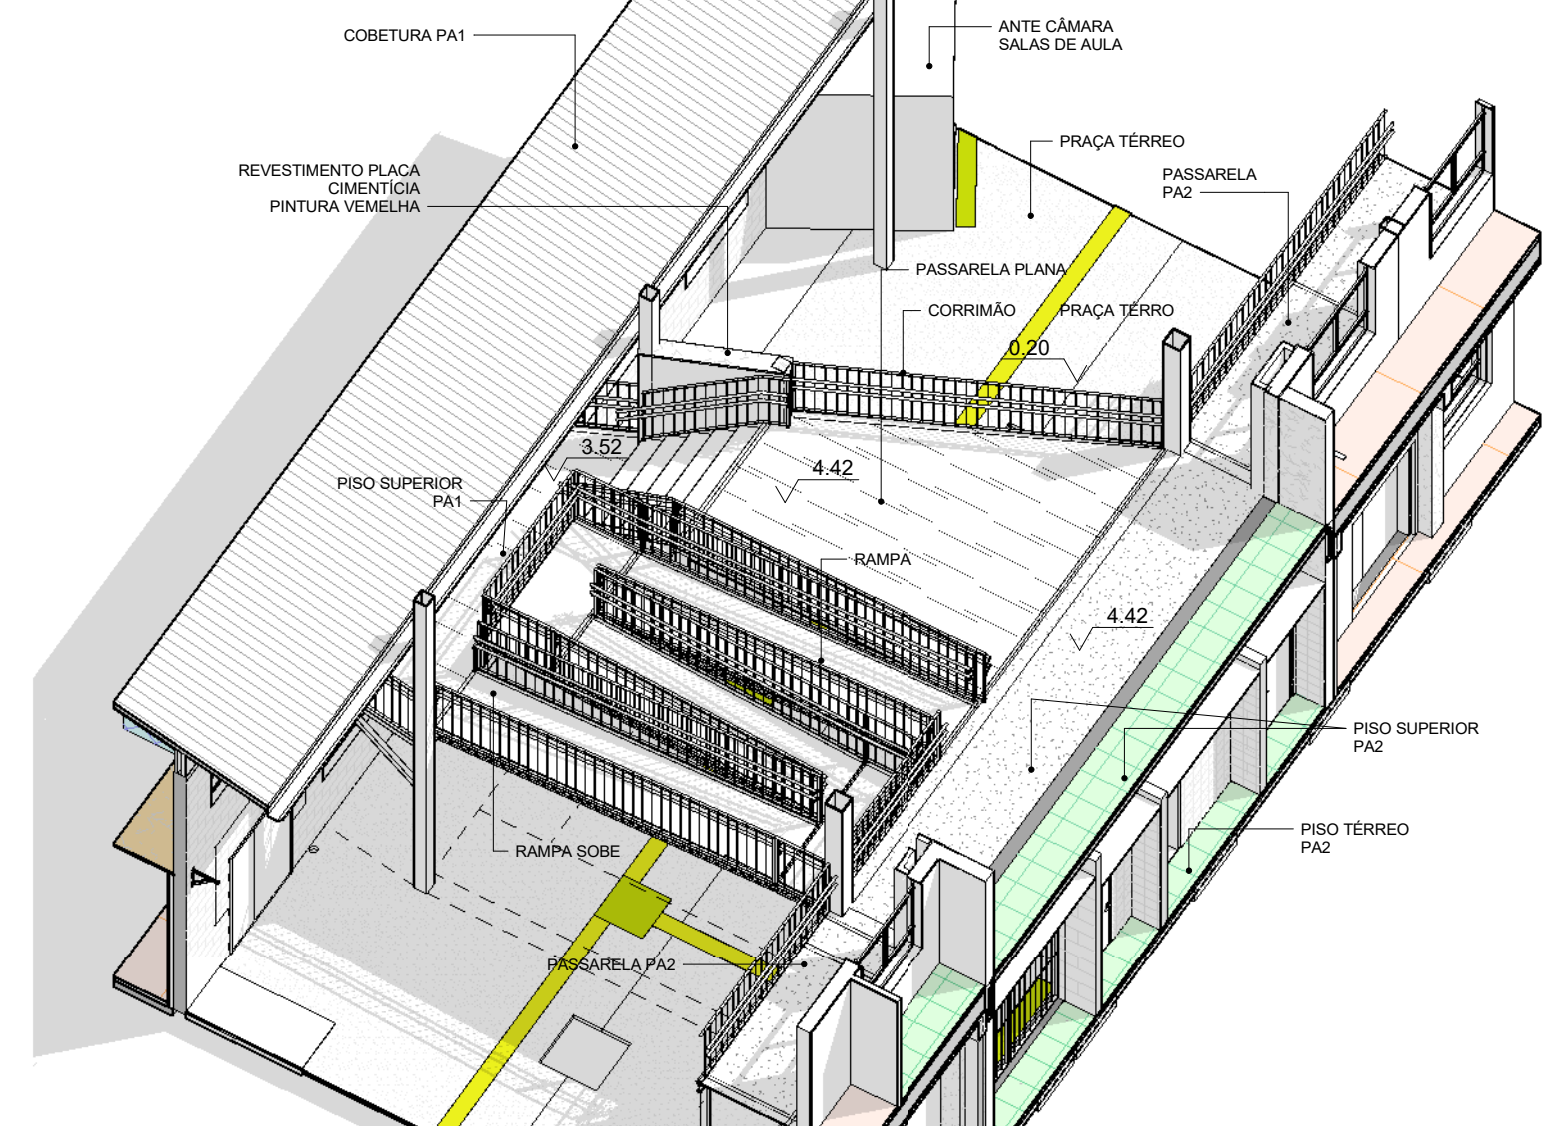 COBETURA PA1
ANTE CÂMARA
SALAS DE AULA
REVESTIMENTO PLACA
CIMENTÍCIA
PINTURA VEMELHA
PRAÇA TÉRREO
PASSARELA
PA2
PASSARELA PLANA
CORRIMÃO
PRAÇA TÉRRO
0.20
3.52
4.42
PISO SUPERIOR
PA1
RAMPA
4.42
PISO SUPERIOR
PA2
PISO TÉRREO
PA2
RAMPA SOBE
PASSARELA PA2